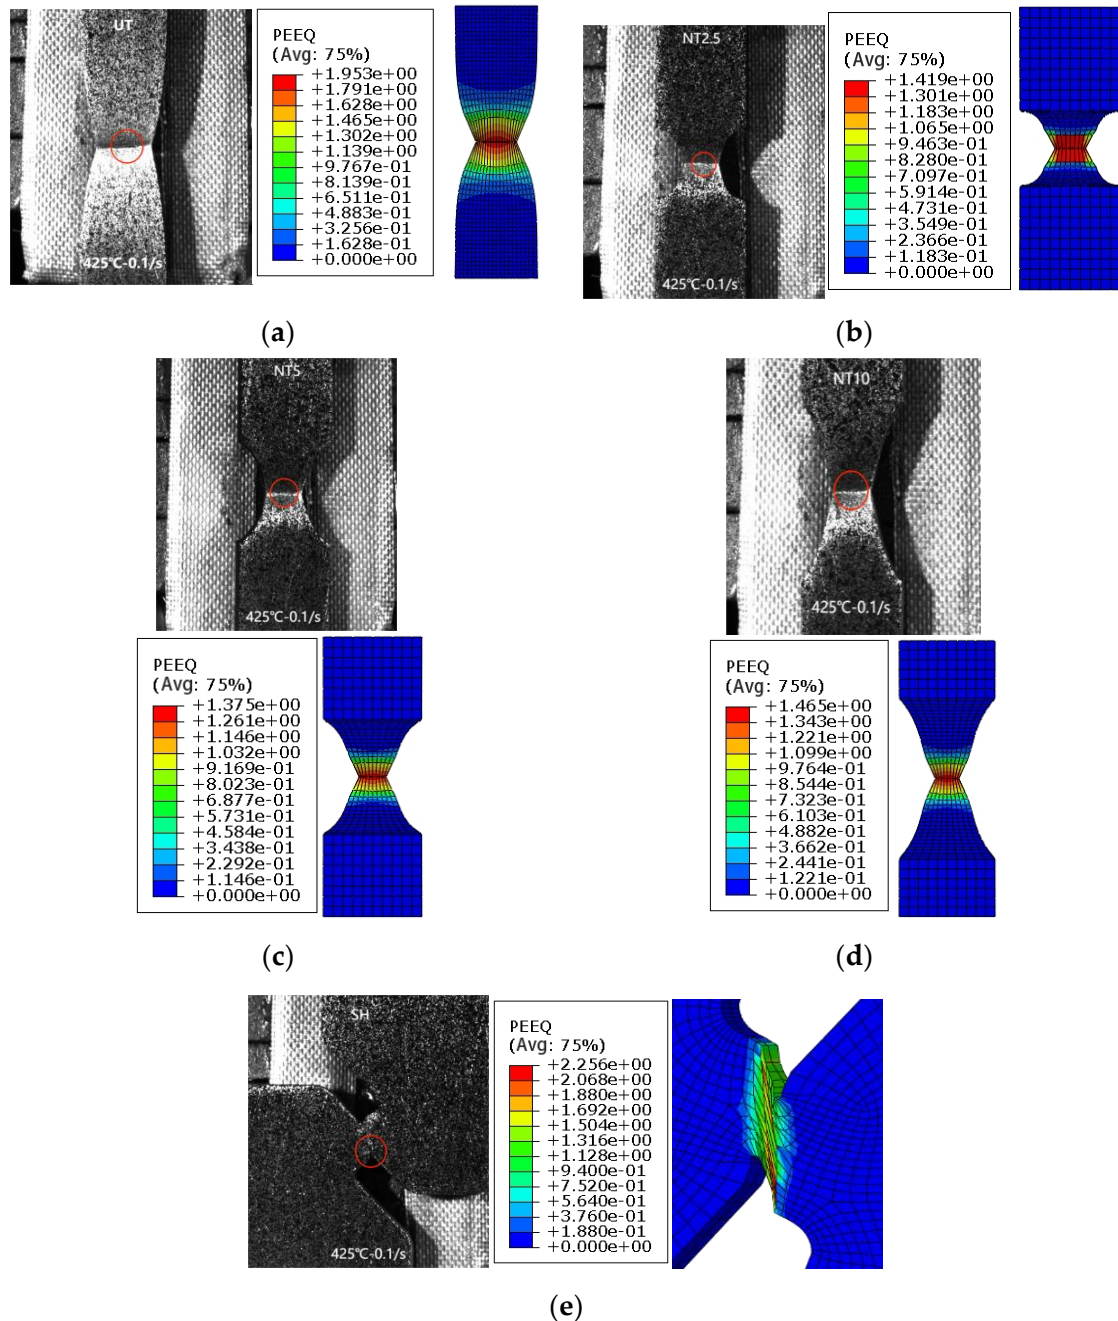 UT
425℃-0.1/s
PEEQ
(Avg: 75%)
+1.953e+00
+1.791e+00
+1.628e+00
+1.465e+00
+1.302e+00
+1.139e+00
+9.767e-01
+8.139e-01
+6.511e-01
+4.883e-01
+3.256e-01
+1.628e-01
+0.000e+00
(a)
NT2.5
425℃-0.1/s
PEEQ
(Avg: 75%)
+1.419e+00
+1.301e+00
+1.183e+00
+1.065e+00
+9.463e-01
+8.280e-01
+7.097e-01
+5.914e-01
+4.731e-01
+3.549e-01
+2.366e-01
+1.183e-01
+0.000e+00
(b)
NT5
425℃-0.1/s
PEEQ
(Avg: 75%)
+1.375e+00
+1.261e+00
+1.146e+00
+1.032e+00
+9.169e-01
+8.023e-01
+6.877e-01
+5.731e-01
+4.584e-01
+3.438e-01
+2.292e-01
+1.146e-01
+0.000e+00
(c)
NT10
425℃-0.1/s
PEEQ
(Avg: 75%)
+1.465e+00
+1.343e+00
+1.221e+00
+1.099e+00
+9.764e-01
+8.544e-01
+7.323e-01
+6.103e-01
+4.882e-01
+3.662e-01
+2.441e-01
+1.221e-01
+0.000e+00
(d)
SH
425℃-0.1/s
PEEQ
(Avg: 75%)
+2.256e+00
+2.068e+00
+1.880e+00
+1.692e+00
+1.504e+00
+1.316e+00
+1.128e+00
+9.400e-01
+7.520e-01
+5.640e-01
+3.760e-01
+1.880e-01
+0.000e+00
(e)